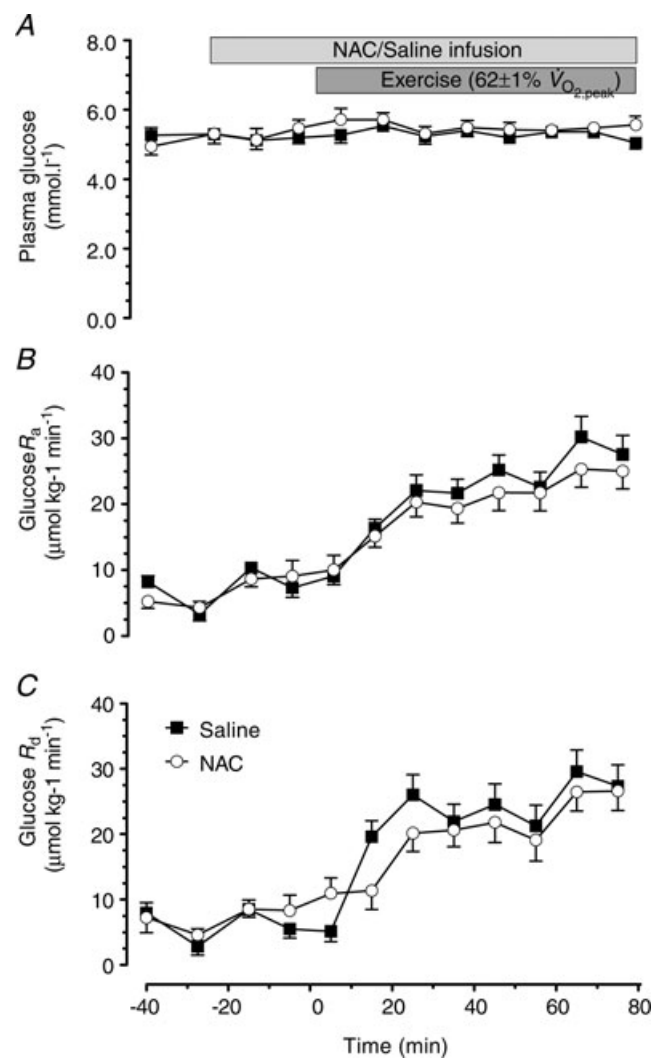 A
8.0
NAC/Saline infusion
Exercise (62±1% V̇O2,peak)
6.0
4.0
2.0
0.0
Plasma glucose
(mmol.l-1)
B
40
30
20
10
0
Glucose Ra
(μmol kg-1 min-1)
C
40
30
20
10
0
Glucose Rd
(μmol kg-1 min-1)
Saline
NAC
-40 -20 0 20 40 60 80
Time (min)